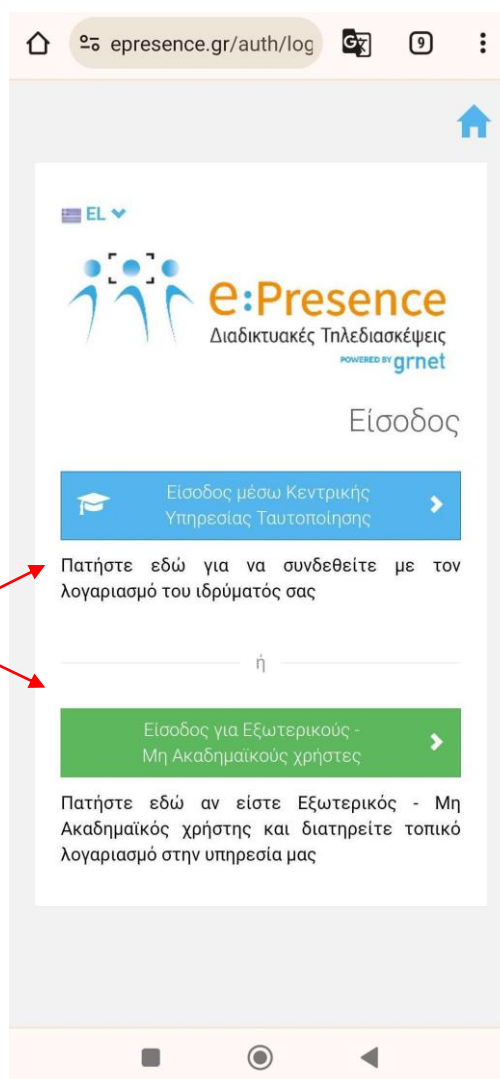 epresence.gr/auth/log
9
EL
e:Presence
Διαδικτυακές Τηλεδιασκέψεις
POWERED BY grnet
Είσοδος
Είσοδος μέσω Κεντρικής
Υπηρεσίας Ταυτοποίησης
Πατήστε εδώ για να συνδεθείτε με τον
λογαριασμό του ιδρύματός σας
ή
Είσοδος για Εξωτερικούς -
Μη Ακαδημαϊκούς χρήστες
Πατήστε εδώ αν είστε Εξωτερικός - Μη
Ακαδημαϊκός χρήστης και διατηρείτε τοπικό
λογαριασμό στην υπηρεσία μας